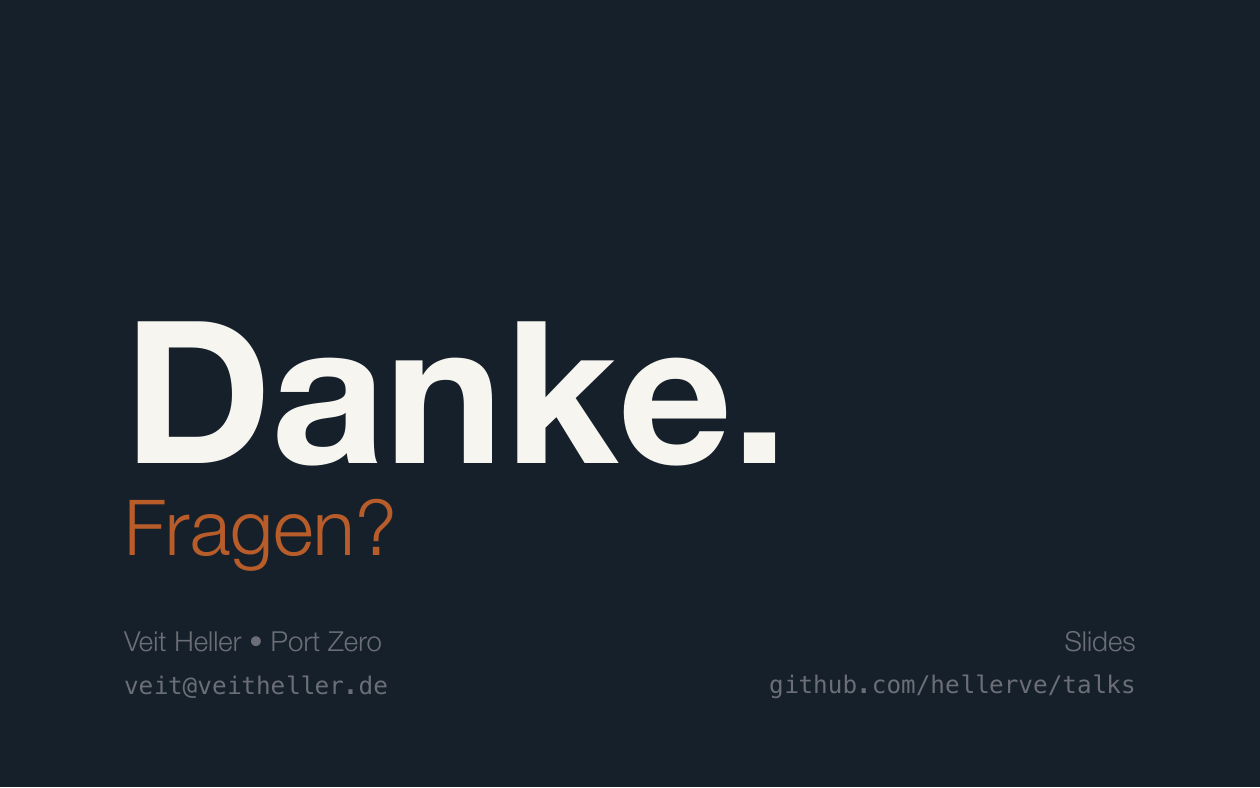 Danke.
Fragen?
Veit Heller • Port Zero
veit@veitheller.de
Slides
github.com/hellerve/talks